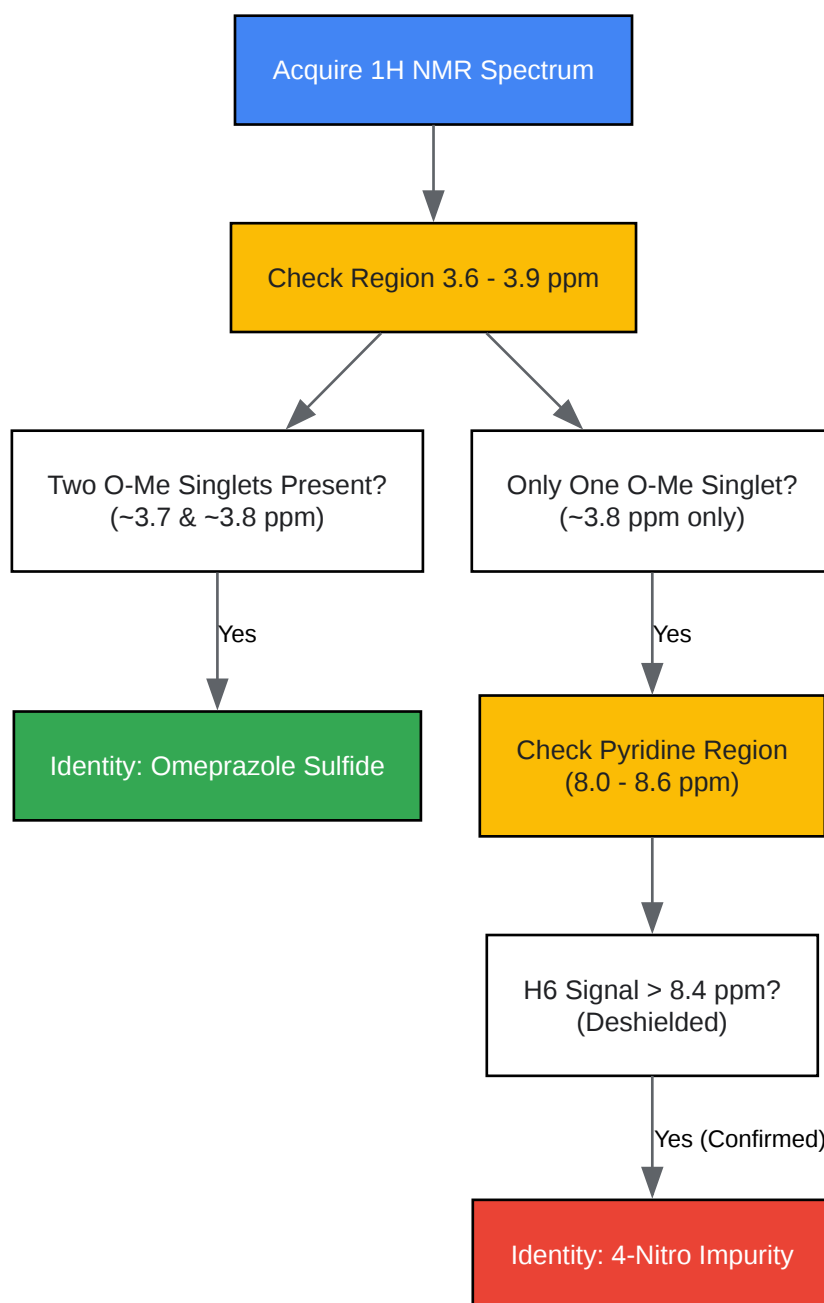 Acquire 1H NMR Spectrum
Check Region 3.6 - 3.9 ppm
Two O-Me Singlets Present?
(~3.7 & ~3.8 ppm)
Only One O-Me Singlet?
(~3.8 ppm only)
Yes
Yes
Identity: Omeprazole Sulfide
Check Pyridine Region
(8.0 - 8.6 ppm)
H6 Signal > 8.4 ppm?
(Deshielded)
Yes (Confirmed)
Identity: 4-Nitro Impurity